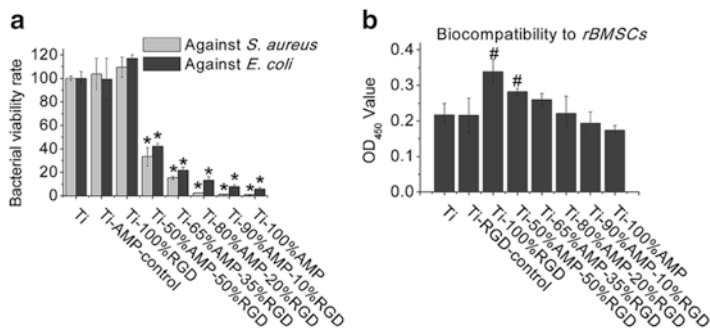 a
Against S. aureus
Against E. coli
Bacterial viability rate
120
100
80
60
40
20
0
* * * * * * * * * *
Ti
Ti-AMP-control
Ti-100%RGD
Ti-50%AMP-50%RGD
Ti-65%AMP-35%RGD
Ti-80%AMP-20%RGD
Ti-90%AMP-10%RGD
Ti-100%AMP
b
Biocompatibility to rBMSCs
OD450 Value
0.4
0.3
0.2
0.1
0.0
# #
Ti
Ti-RGD-control
Ti-100%RGD
Ti-50%AMP-50%RGD
Ti-65%AMP-35%RGD
Ti-80%AMP-20%RGD
Ti-90%AMP-10%RGD
Ti-100%AMP